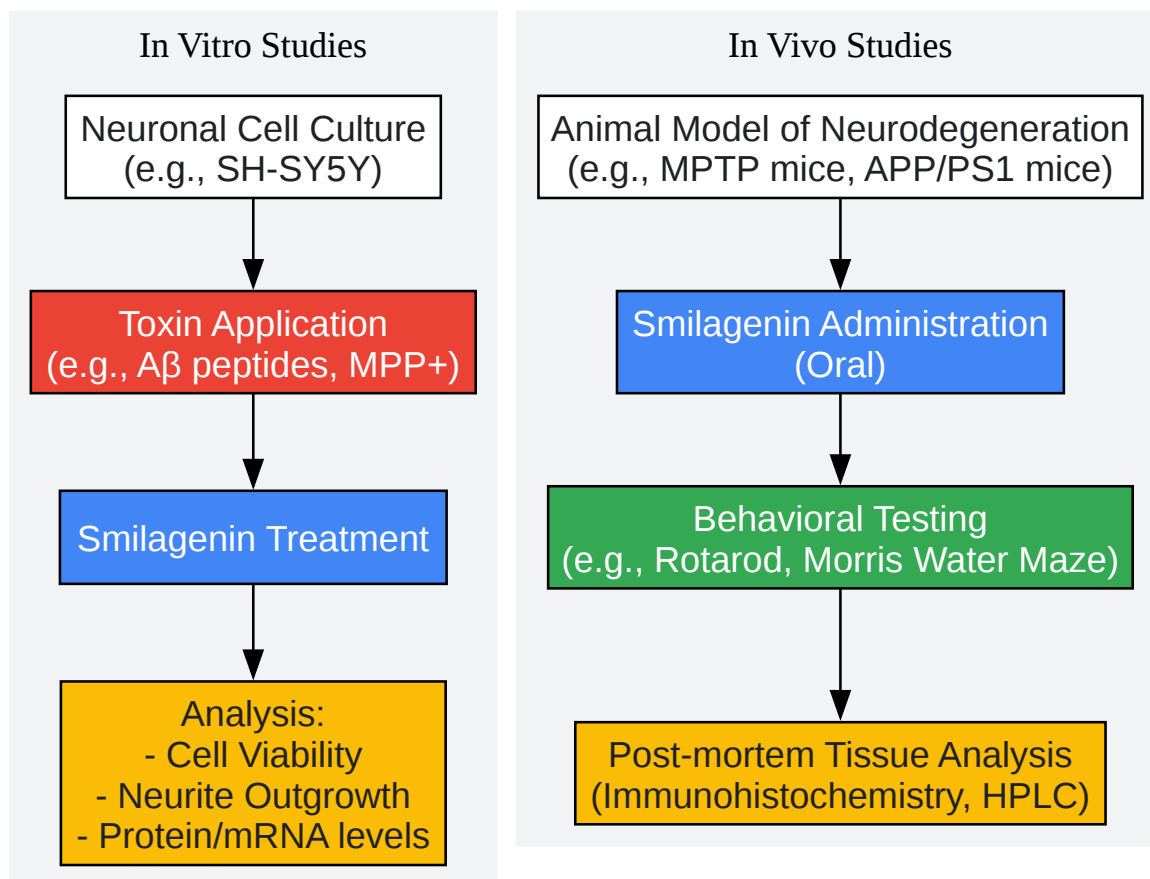 In Vitro Studies
Neuronal Cell Culture
(e.g., SH-SY5Y)
Toxin Application
(e.g., Aβ peptides, MPP+)
Smilagenin Treatment
Analysis:
- Cell Viability
- Neurite Outgrowth
- Protein/mRNA levels
In Vivo Studies
Animal Model of Neurodegeneration
(e.g., MPTP mice, APP/PS1 mice)
Smilagenin Administration
(Oral)
Behavioral Testing
(e.g., Rotarod, Morris Water Maze)
Post-mortem Tissue Analysis
(Immunohistochemistry, HPLC)